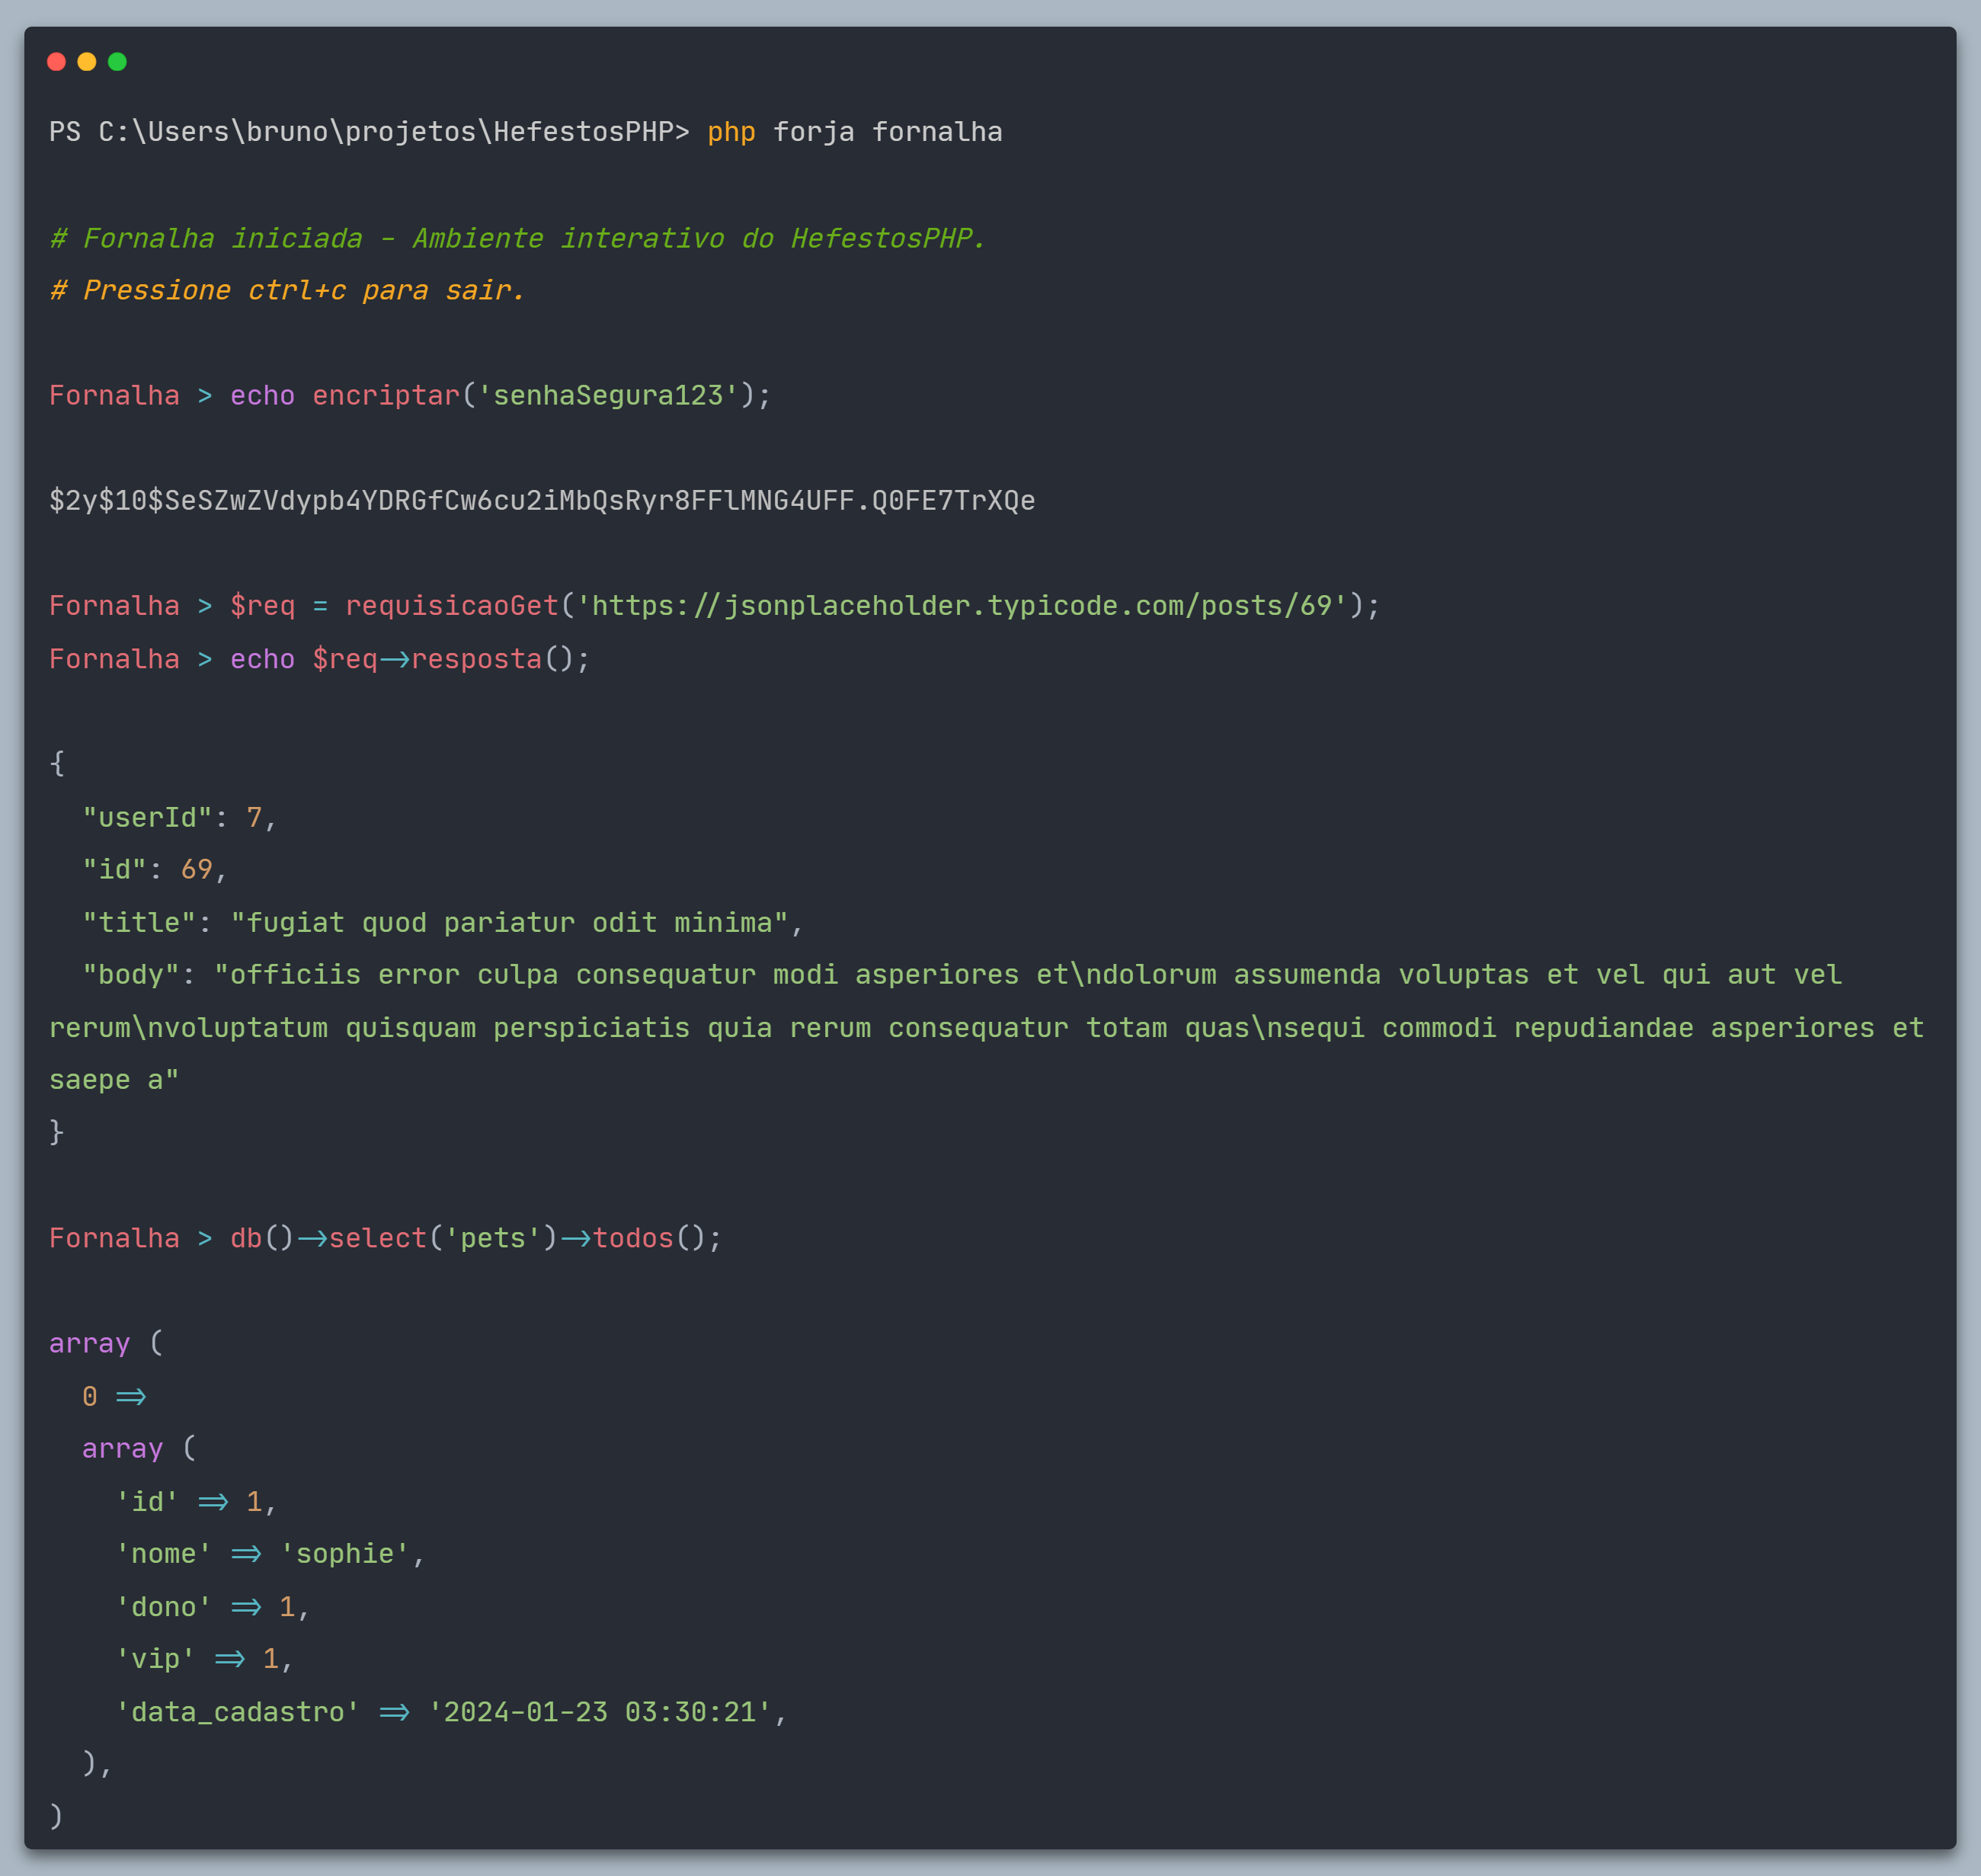 PS C:\Users\bruno\projetos\HefestosPHP> php forja fornalha
# Fornalha iniciada - Ambiente interativo do HefestosPHP.
# Pressione ctrl+c para sair.
Fornalha > echo encriptar('senhaSegura123');
$2y$10$SeSZwZVdypb4YDRGfCw6cu2iMbQsRyr8FFlMNG4UFF.Q0FE7TrXQe
Fornalha > $req = requisicaoGet('https://jsonplaceholder.typicode.com/posts/69');
Fornalha > echo $req->resposta();
{
  "userId": 7,
  "id": 69,
  "title": "fugiat quod pariatur odit minima",
  "body": "officiis error culpa consequatur modi asperiores et\ndolorum assumenda voluptas et vel qui aut vel
rerum\nvoluptatum quisquam perspiciatis quia rerum consequatur totam quas\nsequi commodi repudiandae asperiores et
saepe a"
}
Fornalha > db()->select('pets')->todos();
array (
  0 =>
  array (
    'id' => 1,
    'nome' => 'sophie',
    'dono' => 1,
    'vip' => 1,
    'data_cadastro' => '2024-01-23 03:30:21',
  ),
)